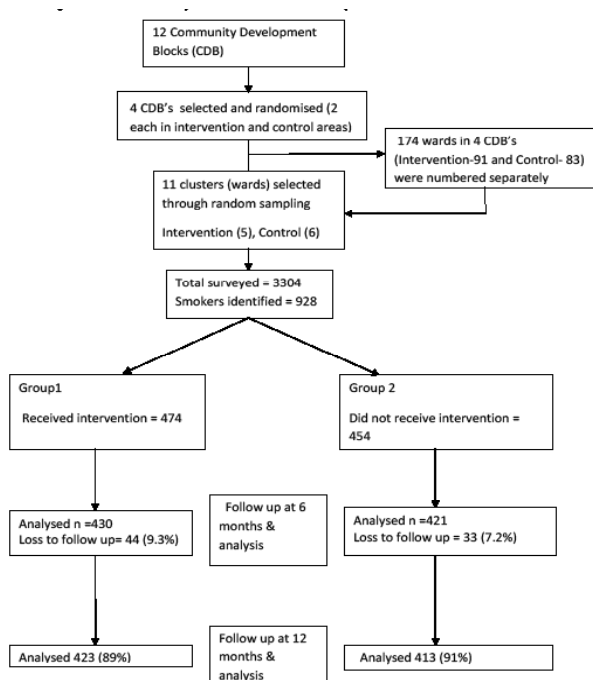 12 Community Development
Blocks (CDB)
4 CDB's selected and randomised (2
each in intervention and control areas)
174 wards in 4 CDB's
(Intervention-91 and Control- 83)
were numbered separately
11 clusters (wards) selected
through random sampling
Intervention (5), Control (6)
Total surveyed = 3304
Smokers identified = 928
Group1
Received intervention = 474
Group 2
Did not receive intervention =
454
Analysed n =430
Loss to follow up= 44 (9.3%)
Follow up at 6
months &
analysis
Analysed n =421
Loss to follow up = 33 (7.2%)
Analysed 423 (89%)
Follow up at 12
months &
analysis
Analysed 413 (91%)